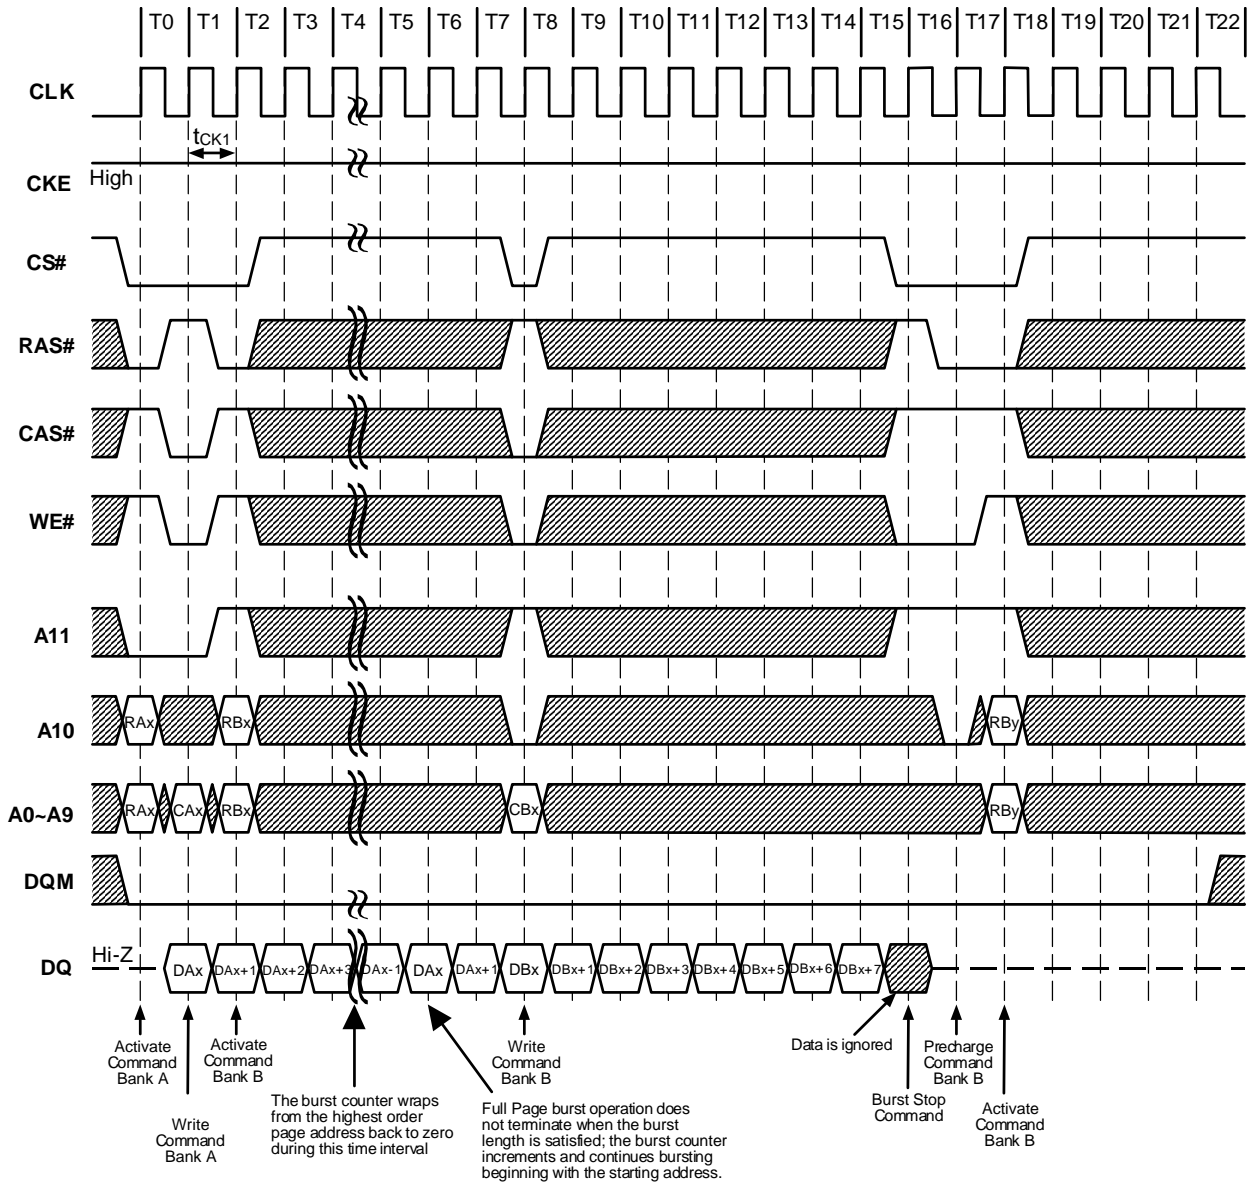 T0 T1 T2 T3 T4 T5 T6 T7 T8 T9 T10 T11 T12 T13 T14 T15 T16 T17 T18 T19 T20 T21 T22
CLK
tCK1
CKE High
CS#
RAS#
CAS#
WE#
A11
A10 RAx RBx RBy
A0~A9 RAx CAx RBx CBx RBy
DQM
DQ Hi-Z DAx DAx+1 DAx+2 DAx+3 DAx-1 DAx DAx+1 DBx DBx+1 DBx+2 DBx+3 DBx+4 DBx+5 DBx+6 DBx+7
Activate
Command
Bank A
Write
Command
Bank A
Activate
Command
Bank B
The burst counter wraps
from the highest order
page address back to zero
during this time interval
Full Page burst operation does
not terminate when the burst
length is satisfied; the burst counter
increments and continues bursting
beginning with the starting address.
Write
Command
Bank B
Data is ignored
Burst Stop
Command
Precharge
Command
Bank B
Activate
Command
Bank B